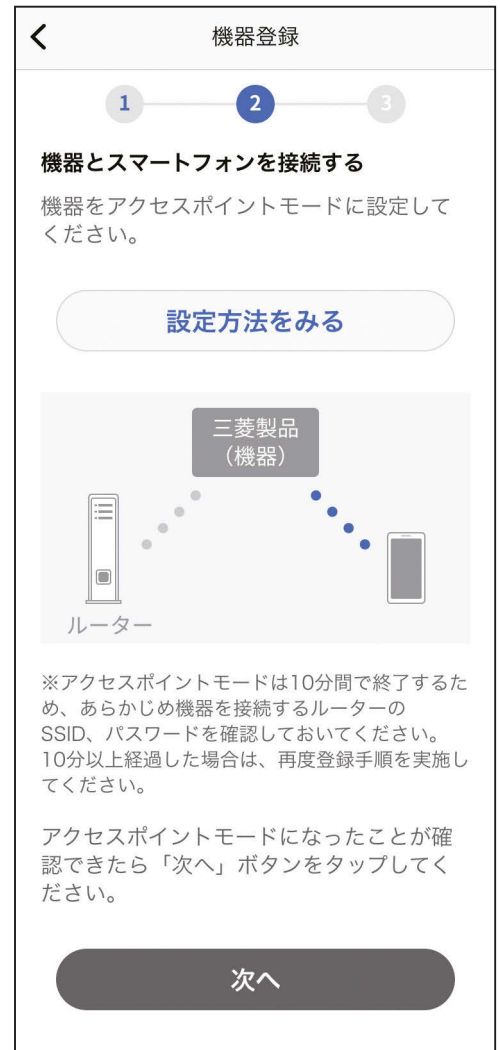 機器登録
1 2 3
機器とスマートフォンを接続する
機器をアクセスポイントモードに設定して
ください。
設定方法をみる
三菱製品
（機器）
ルーター
※アクセスポイントモードは10分間で終了するた
め、あらかじめ機器を接続するルーターの
SSID、パスワードを確認しておいてください。
10分以上経過した場合は、再度登録手順を実施し
てください。
アクセスポイントモードになったことが確
認できたら「次へ」ボタンをタップしてく
ださい。
次へ